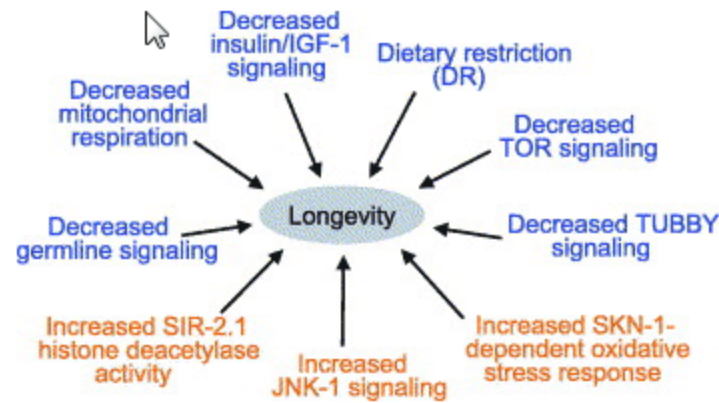 Decreased
insulin/IGF-1
signaling
Dietary restriction
(DR)
Decreased
mitochondrial
respiration
Decreased
TOR signaling
Longevity
Decreased
germline signaling
Decreased TUBBY
signaling
Increased SIR-2.1
histone deacetylase
activity
Increased
JNK-1 signaling
Increased SKN-1-
dependent oxidative
stress response